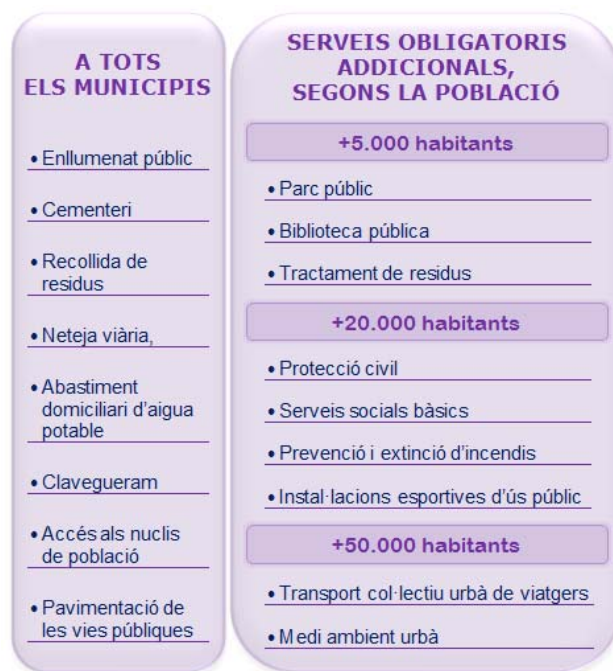 A TOTS
ELS MUNICIPIS
• Enllumenat públic
• Cementeri
• Recollida de
residus
• Neteja viària,
• Abastiment
domiciliari d'aigua
potable
• Clavegueram
• Accés als nuclis
de població
• Pavimentació de
les vies públiques
SERVEIS OBLIGATORIS
ADDICIONALS,
SEGONS LA POBLACIÓ
+5.000 habitants
• Parc públic
• Biblioteca pública
• Tractament de residus
+20.000 habitants
• Protecció civil
• Serveis socials bàsics
• Prevenció i extinció d'incendis
• Instal·lacions esportives d'ús públic
+50.000 habitants
• Transport col·lectiu urbà de viatgers
• Medi ambient urbà